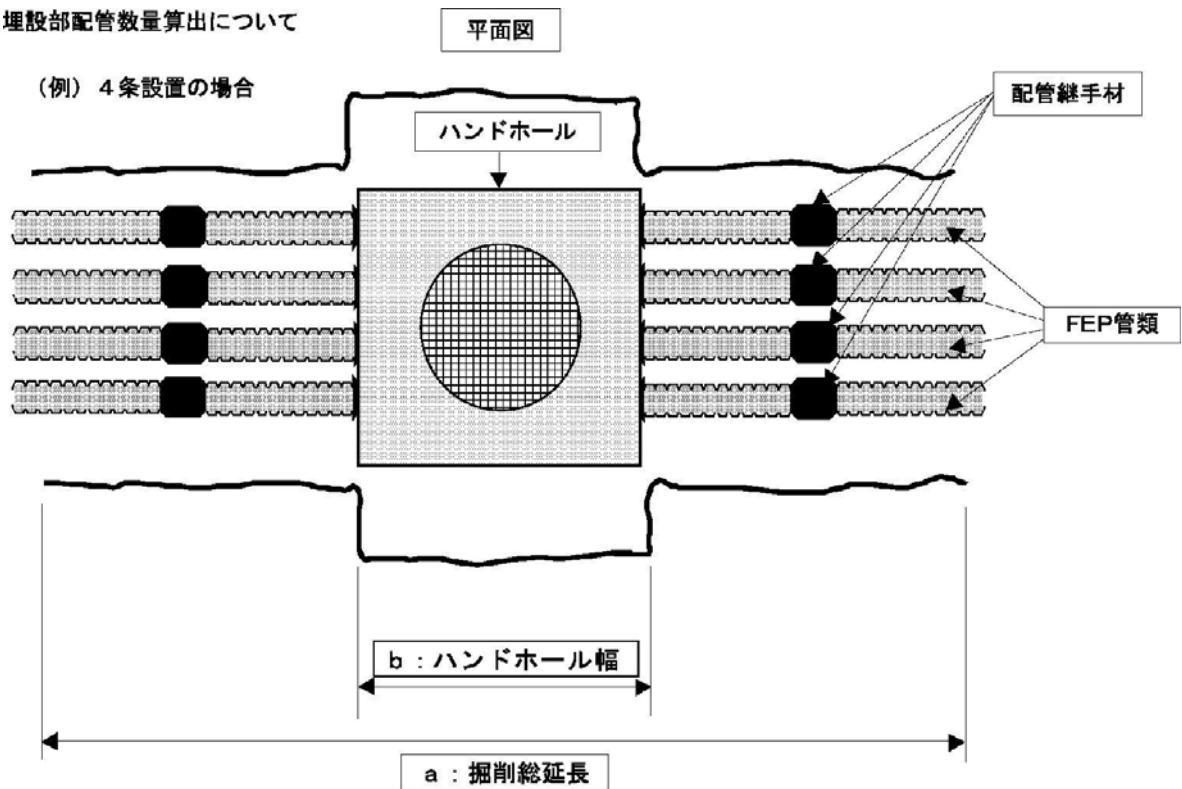 埋設部配管数量算出について
平面図
(例)４条設置の場合
配管継手材
ハンドホール
FEP管類
ｂ：ハンドホール幅
ａ：掘削総延長